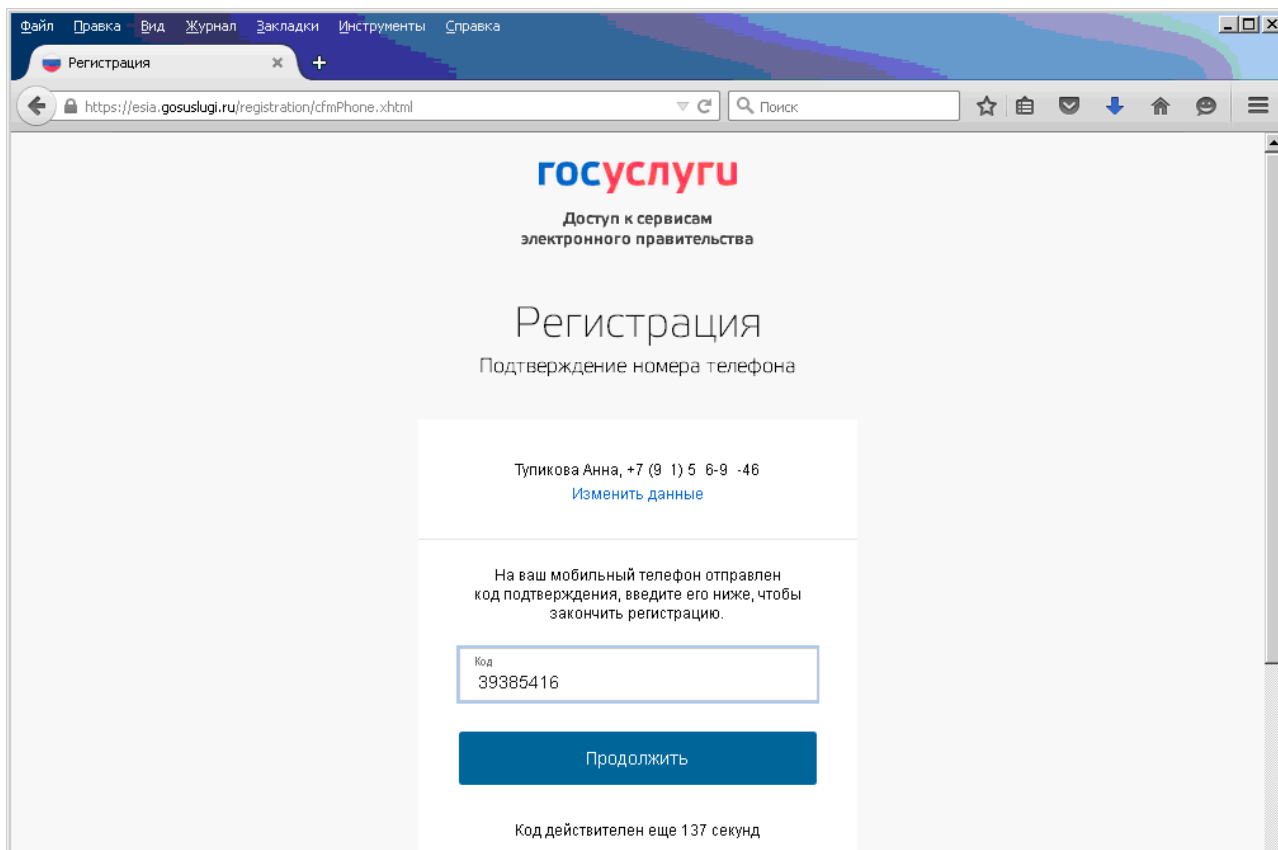 Файл Правка Вид Журнал Закладки Инструменты Справка
Регистрация
https://esia.gosuslugi.ru/registration/cfmPhone.xhtml
Поиск
госуслуги
Доступ к сервисам
электронного правительства
Регистрация
Подтверждение номера телефона
Тупикова Анна, +7 (9 1) 5 6-9 -46
Изменить данные
На ваш мобильный телефон отправлен
код подтверждения, введите его ниже, чтобы
закончить регистрацию.
Код
39385416
Продолжить
Код действителен еще 137 секунд